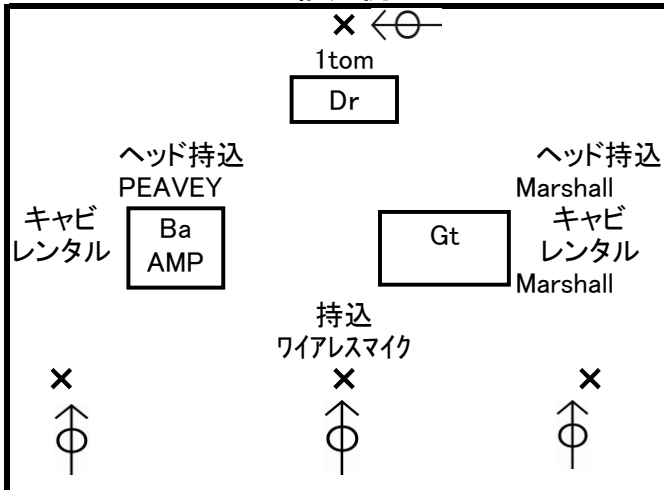 1tom
Dr
ヘッド持込
PEAVEY
キャビ
レンタル
Ba
AMP
Gt
ヘッド持込
Marshall
キャビ
レンタル
Marshall
持込
ワイアレスマイク